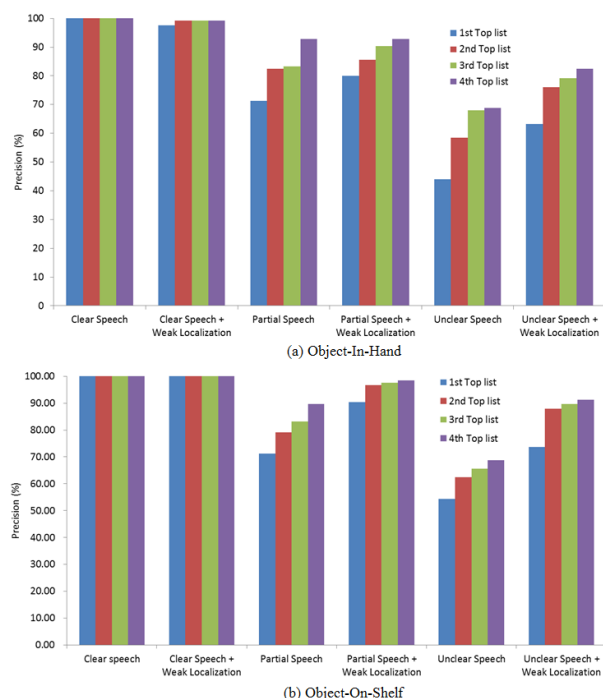 100
90
80
70
60
50
40
30
20
10
0
Precision (%)
1st Top list
2nd Top list
3rd Top list
4th Top list
Clear Speech
Clear Speech +
Weak Localization
Partial Speech
Partial Speech +
Weak Localization
Unclear Speech
Unclear Speech +
Weak Localization
(a) Object-In-Hand
100.00
90.00
80.00
70.00
60.00
50.00
40.00
30.00
20.00
10.00
0.00
Precision (%)
1st Top list
2nd Top list
3rd Top list
4th Top list
Clear speech
Clear Speech +
Weak Localization
Partial Speech
Partial Speech +
Weak Localization
Unclear Speech
Unclear Speech +
Weak Localization
(b) Object-On-Shelf